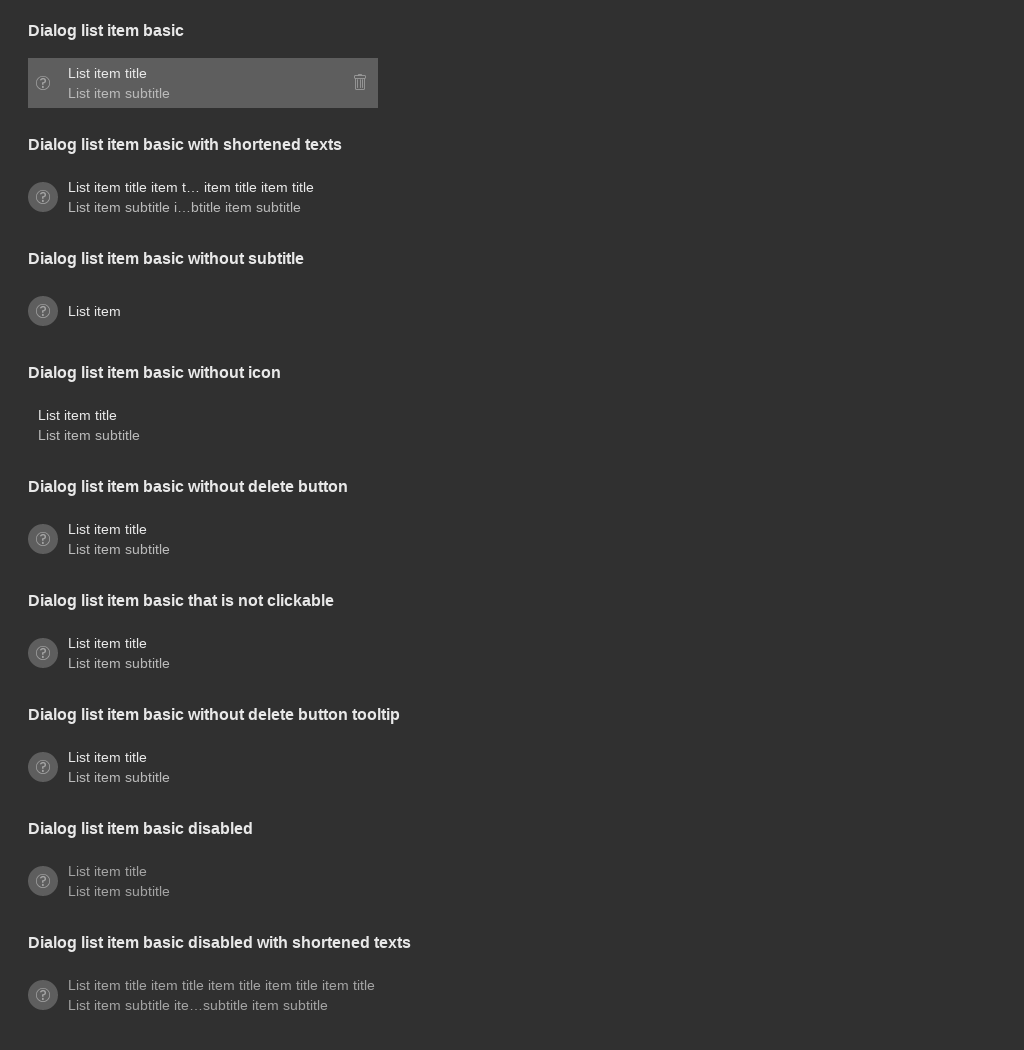 Dialog list item basic
List item title
List item subtitle
Dialog list item basic with shortened texts
List item title item t… item title item title
List item subtitle i…btitle item subtitle
Dialog list item basic without subtitle
List item
Dialog list item basic without icon
List item title
List item subtitle
Dialog list item basic without delete button
List item title
List item subtitle
Dialog list item basic that is not clickable
List item title
List item subtitle
Dialog list item basic without delete button tooltip
List item title
List item subtitle
Dialog list item basic disabled
List item title
List item subtitle
Dialog list item basic disabled with shortened texts
List item title item title item title item title item title
List item subtitle ite…subtitle item subtitle